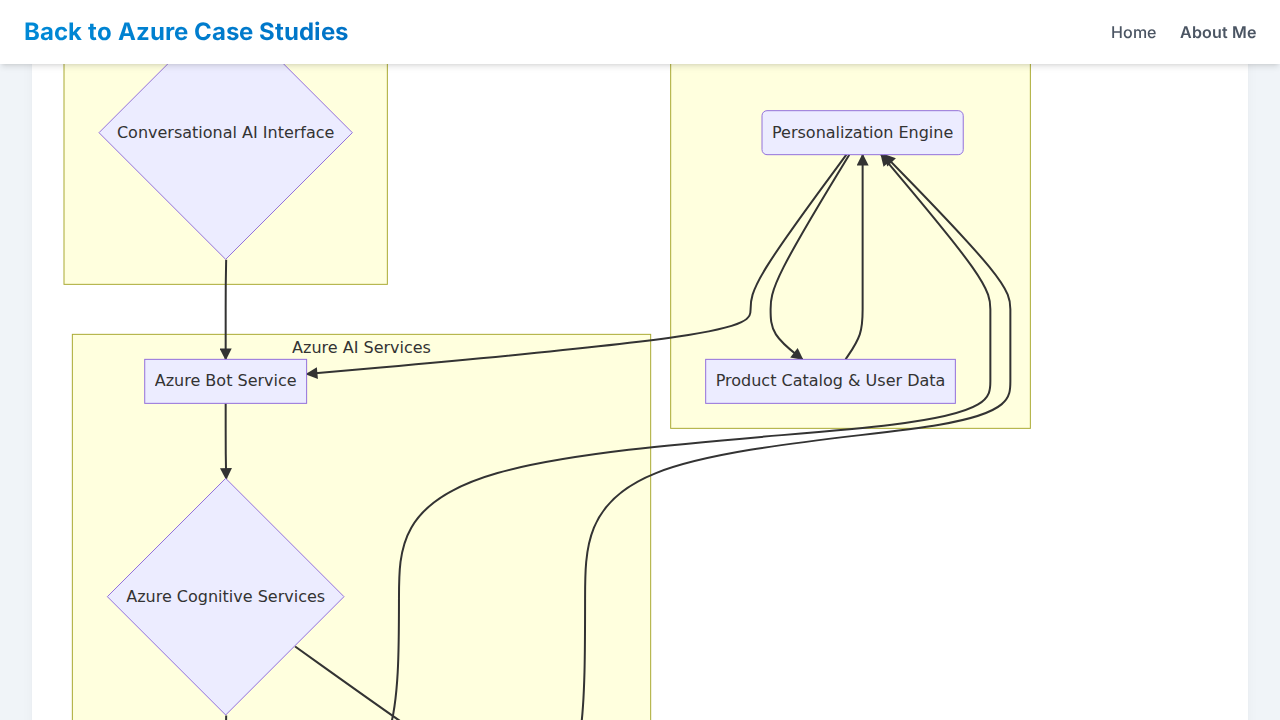 Back to Azure Case Studies
Home
About Me
Conversational AI Interface
Personalization Engine
Azure AI Services
Azure Bot Service
Product Catalog & User Data
Azure Cognitive Services